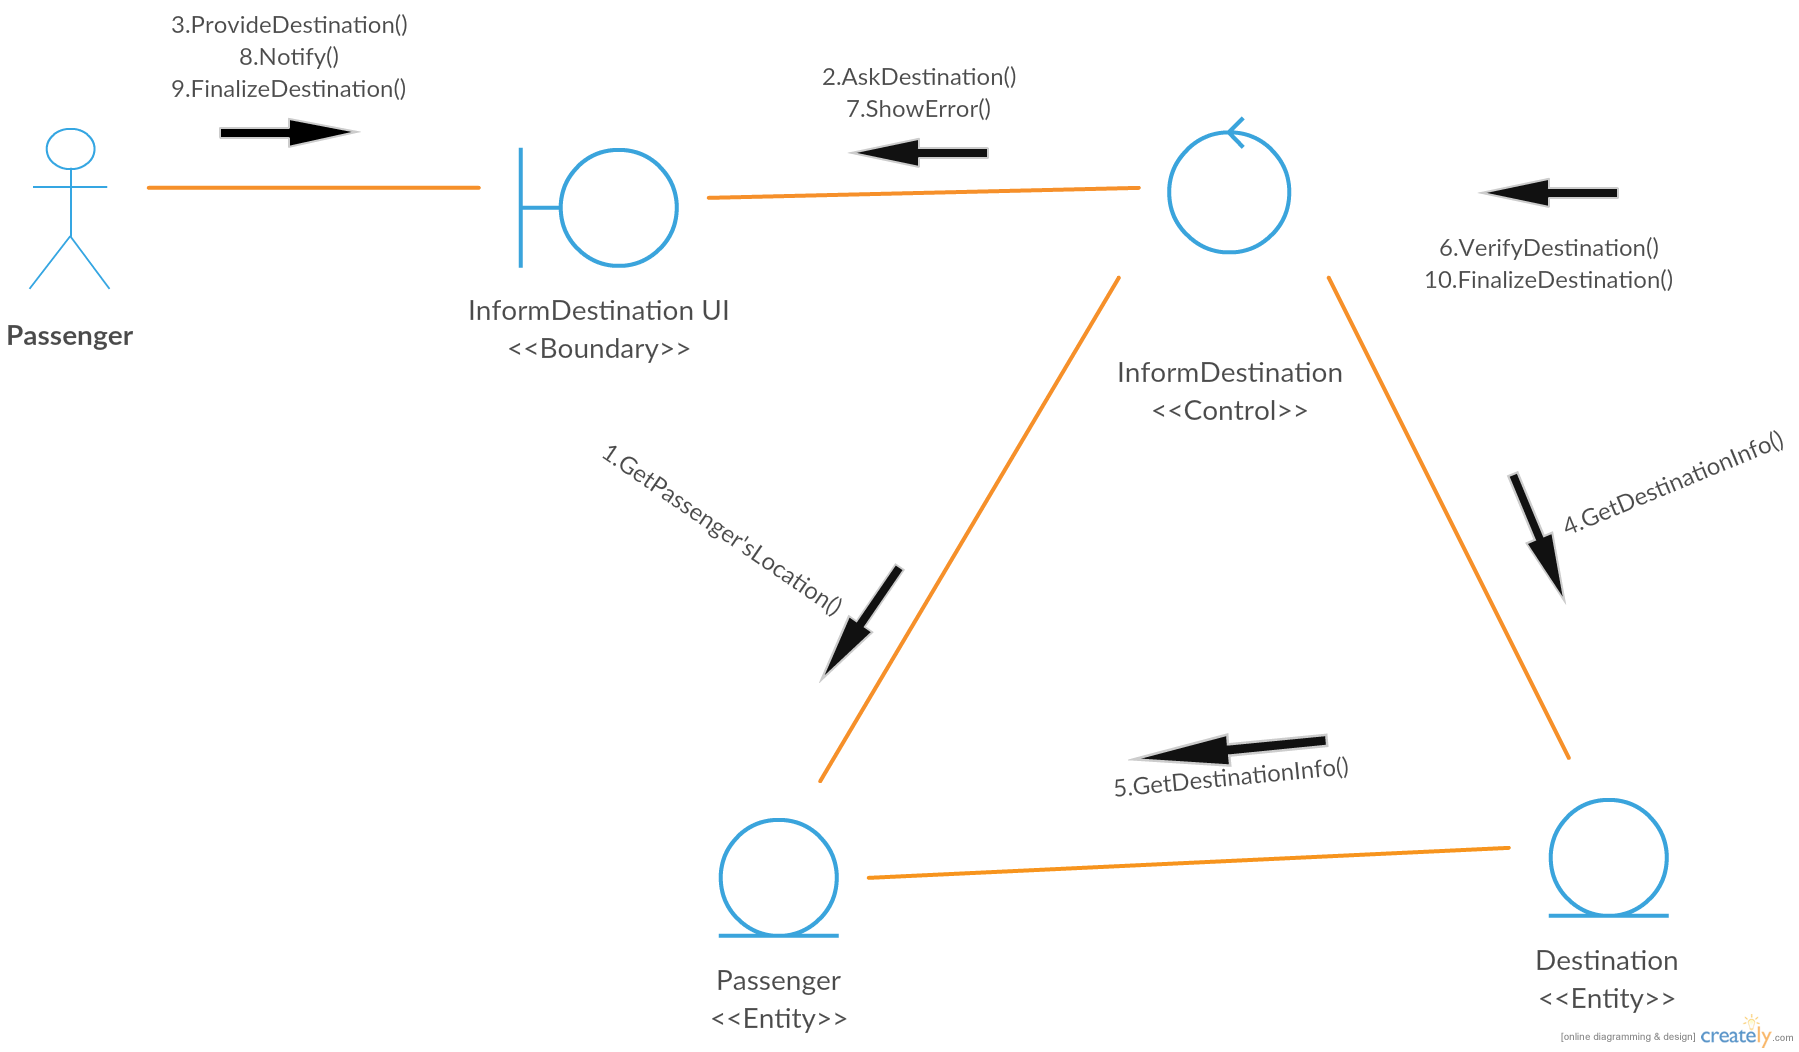 3.ProvideDestination()
8.Notify()
9.FinalizeDestination()
2.AskDestination()
7.ShowError()
6.VerifyDestination()
10.FinalizeDestination()
Passenger
InformDestination UI
<<Boundary>>
InformDestination
<<Control>>
1.GetPassenger'sLocation()
4.GetDestinationInfo()
5.GetDestinationInfo()
Passenger
<<Entity>>
Destination
<<Entity>>
[online diagramming & design] creately.com